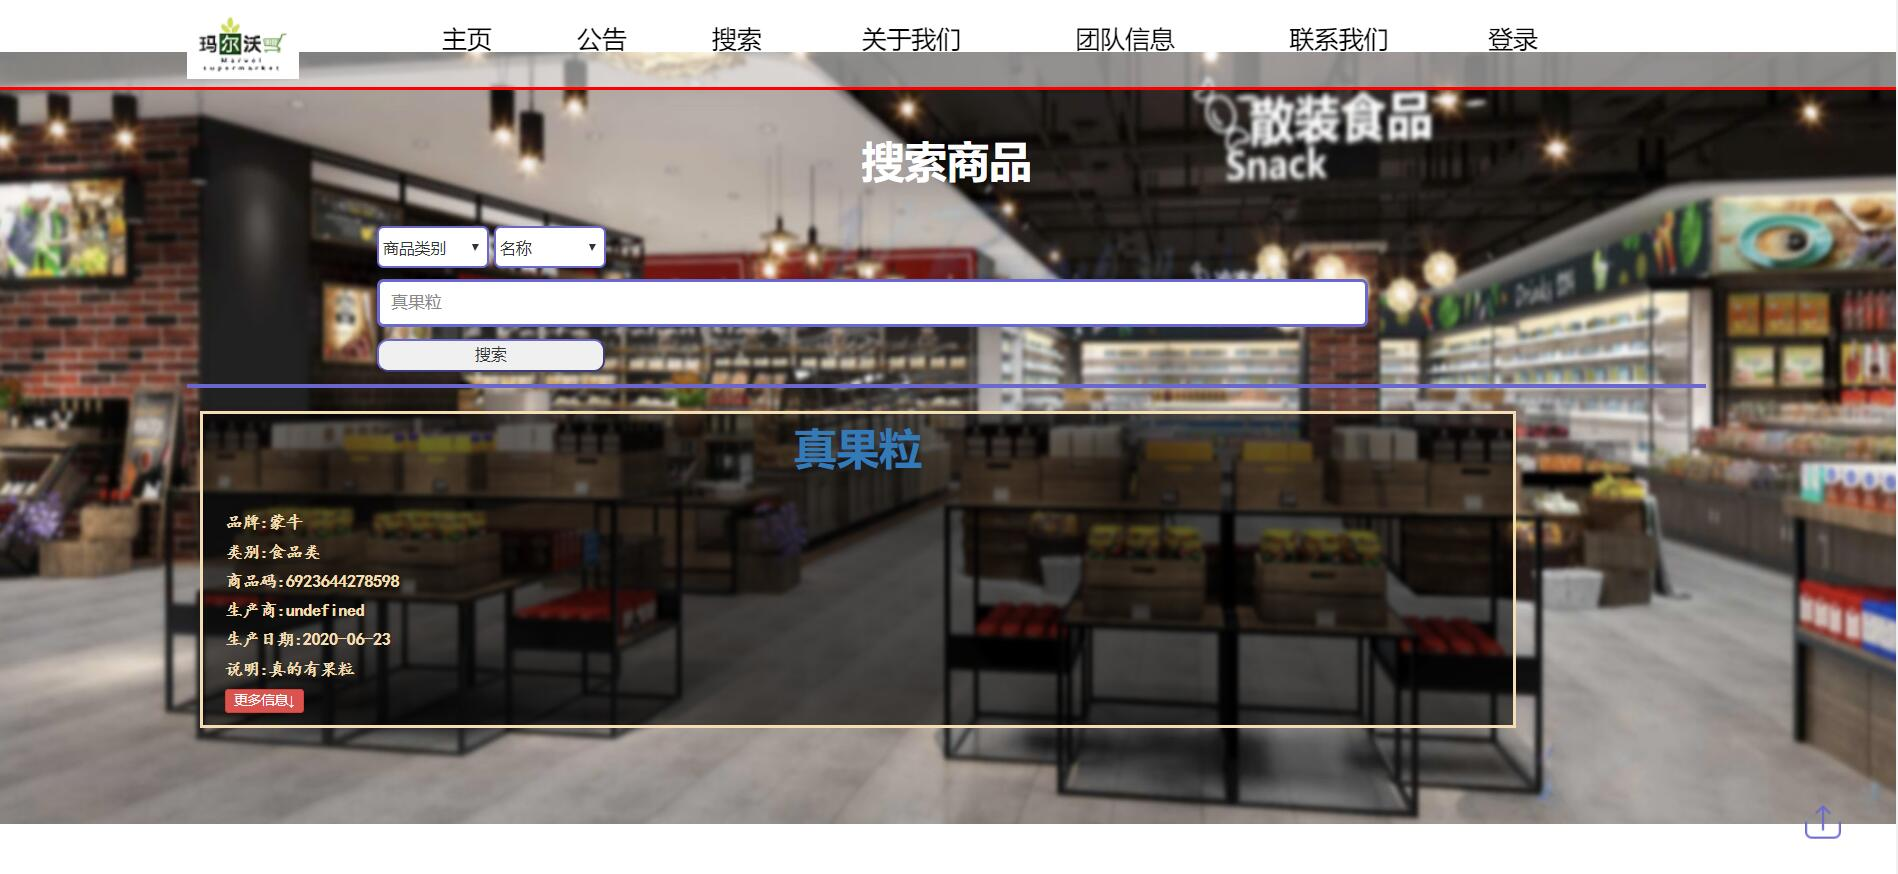 玛尔沃
Marvel
supermarket
主页 公告 搜索 关于我们 团队信息 联系我们 登录
散装食品
Snack
搜索商品
商品类别 名称
真果粒
搜索
真果粒
品牌:蒙牛
类别:食品类
商品码:6923644278598
生产商:undefined
生产日期:2020-06-23
说明:真的有果粒
更多信息↓